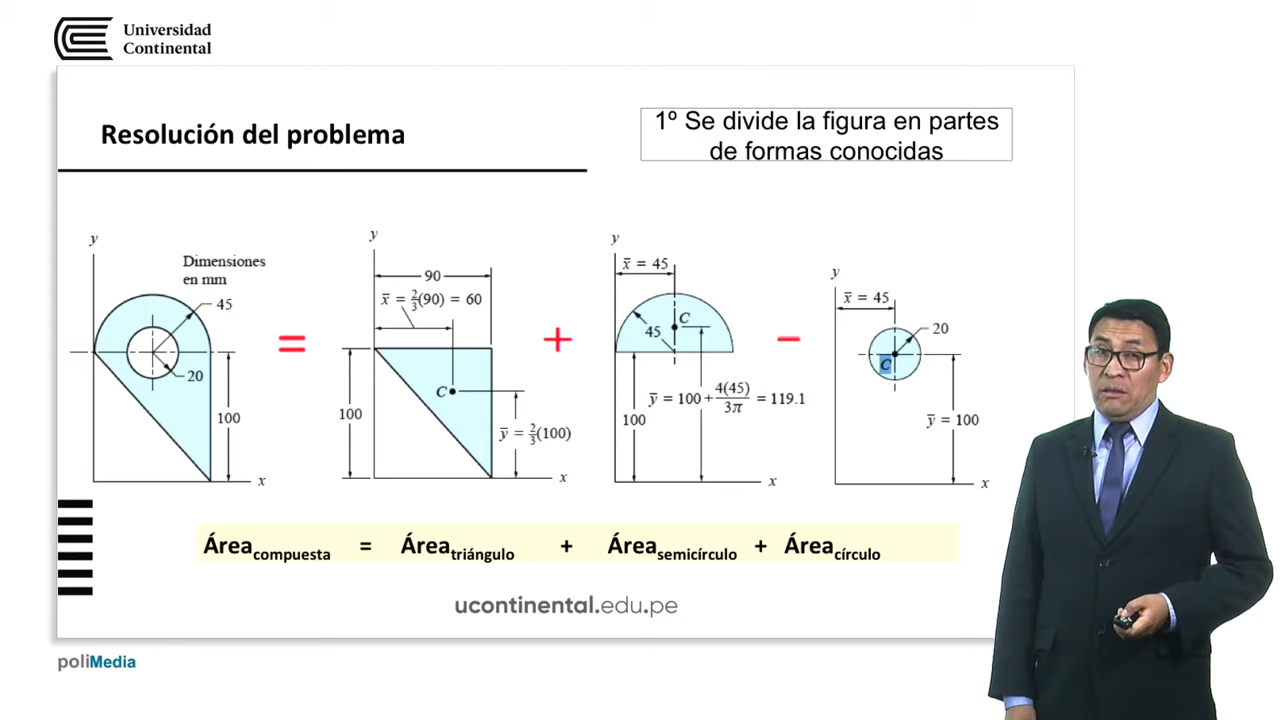 Universidad
Continental
Resolución del problema
1º Se divide la figura en partes
de formas conocidas
y
Dimensiones
en mm
45
20
100
x
=
y
90
x̄ = 2/3(90) = 60
C
100
ȳ = 2/3(100)
x
+
y
x̄ = 45
C
45
ȳ = 100 + 4(45)/3π = 119.1
100
x
−
y
x̄ = 45
20
C
ȳ = 100
x
Área compuesta = Área triángulo + Área semicírculo + Área círculo
ucontinental.edu.pe
poliMedia